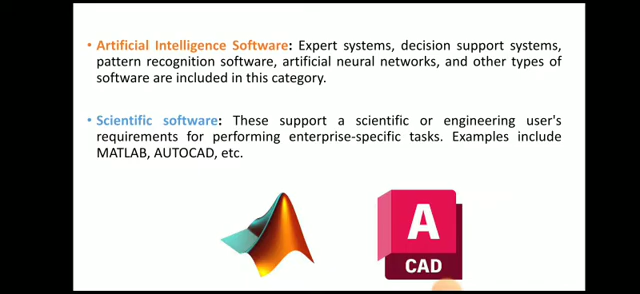 • Artificial Intelligence Software: Expert systems, decision support systems,
pattern recognition software, artificial neural networks, and other types of
software are included in this category.
• Scientific software: These support a scientific or engineering user's
requirements for performing enterprise-specific tasks. Examples include
MATLAB, AUTOCAD, etc.
A
CAD